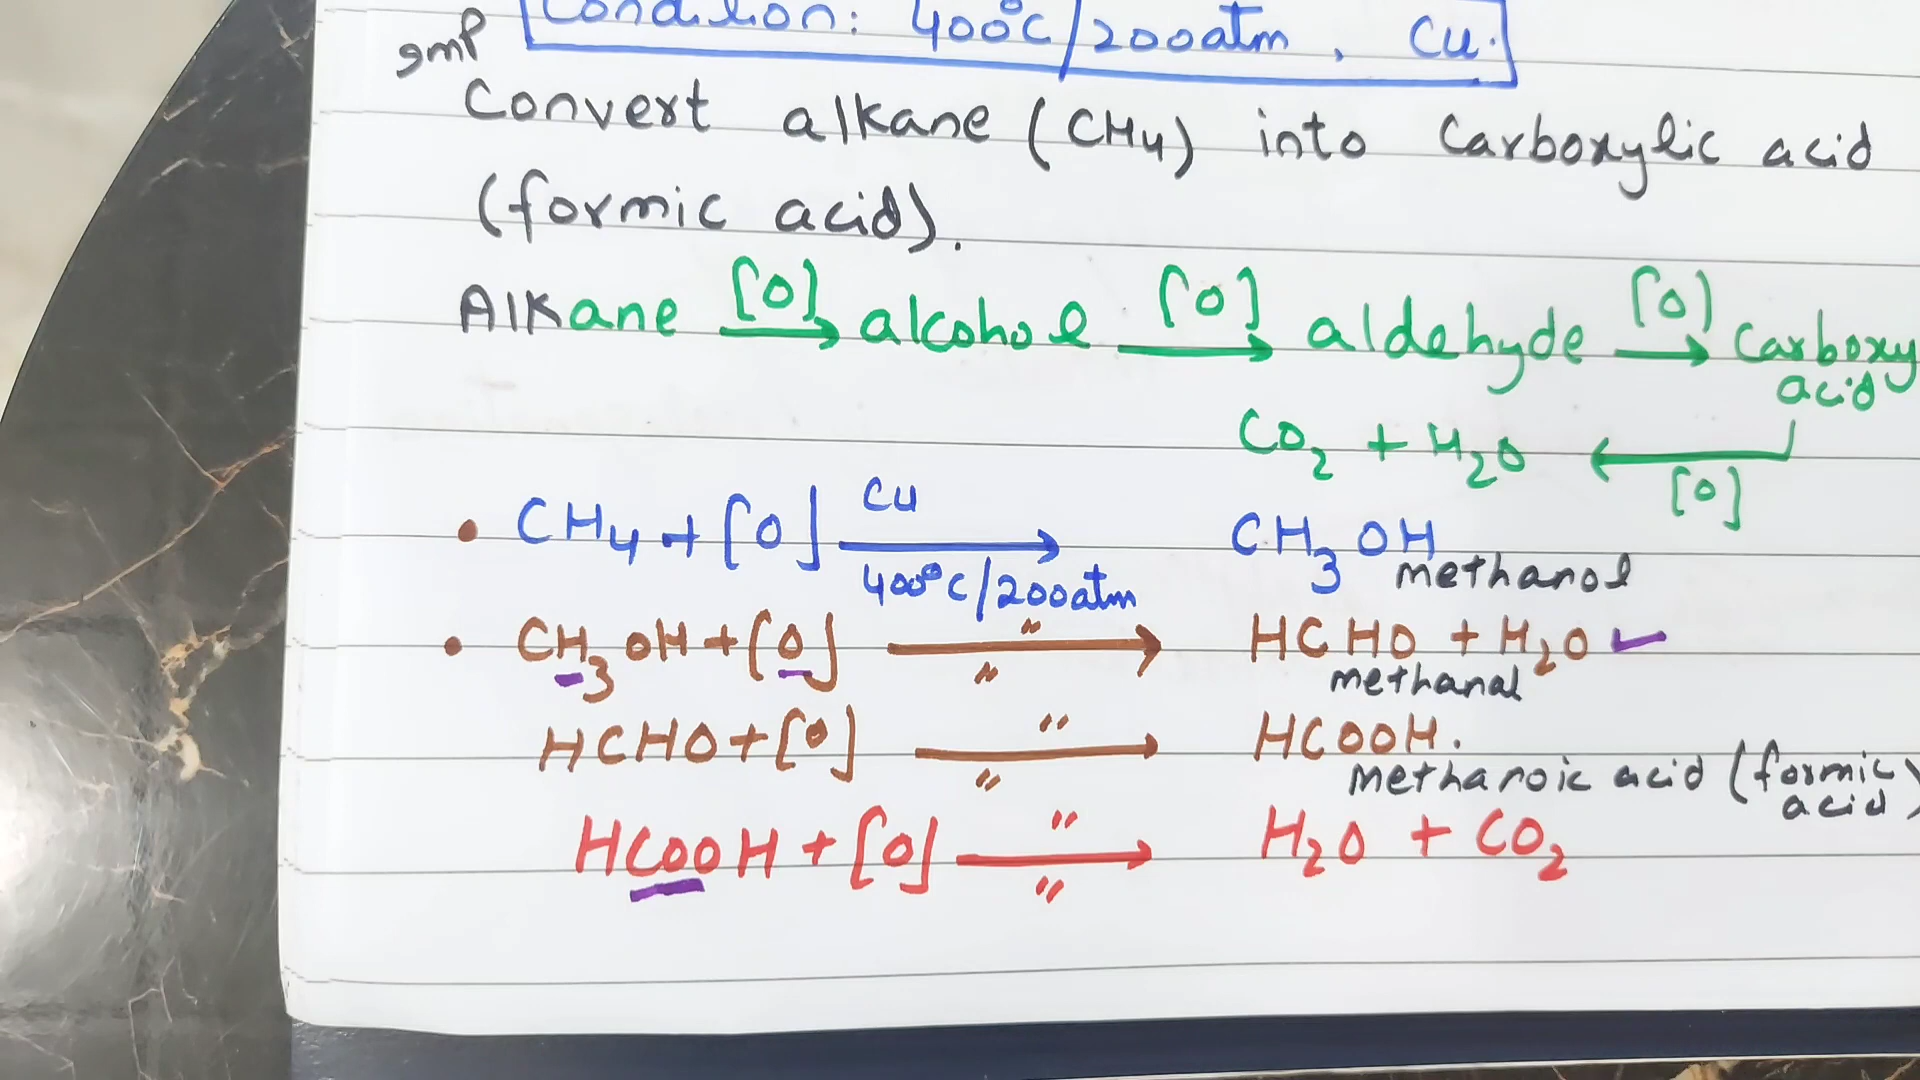 Condition: 400°C/200atm, Cu.
Imp
Convert alkane (CH4) into Carboxylic acid
(formic acid).
Alkane [O] → alcohol [O] → aldehyde [O] → Carboxy
acid
CO2 + H2O ← [O]
• CH4 + [O] Cu → 400°C/200atm CH3OH methanol
• CH3OH + [O] " → " HCHO + H2O ✓
methanal
HCHO + [O] " → " HCOOH.
Methanoic acid (formic acid)
HCOOH + [O] " → " H2O + CO2